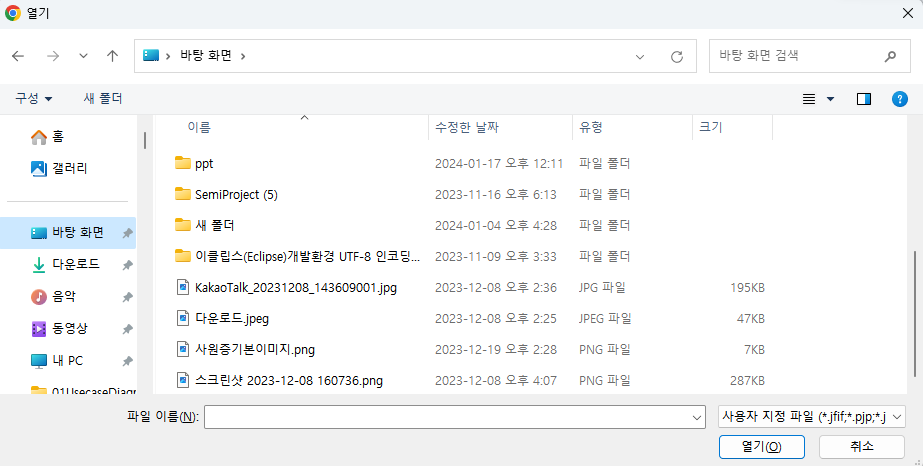 열기
바탕 화면
바탕 화면 검색
구성 새 폴더
이름 수정한 날짜 유형 크기
홈
갤러리
바탕 화면
다운로드
음악
동영상
내 PC
01UsecaseDiagr
ppt 2024-01-17 오후 12:11 파일 폴더
SemiProject (5) 2023-11-16 오후 6:13 파일 폴더
새 폴더 2024-01-04 오후 4:28 파일 폴더
이클립스(Eclipse)개발환경 UTF-8 인코딩... 2023-11-09 오후 3:33 파일 폴더
KakaoTalk_20231208_143609001.jpg 2023-12-08 오후 2:36 JPG 파일 195KB
다운로드.jpeg 2023-12-08 오후 2:25 JPEG 파일 47KB
사원증기본이미지.png 2023-12-19 오후 2:28 PNG 파일 7KB
스크린샷 2023-12-08 160736.png 2023-12-08 오후 4:07 PNG 파일 287KB
파일 이름(N): 사용자 지정 파일 (*.jfif;*.pjp;*.j
열기(O) 취소